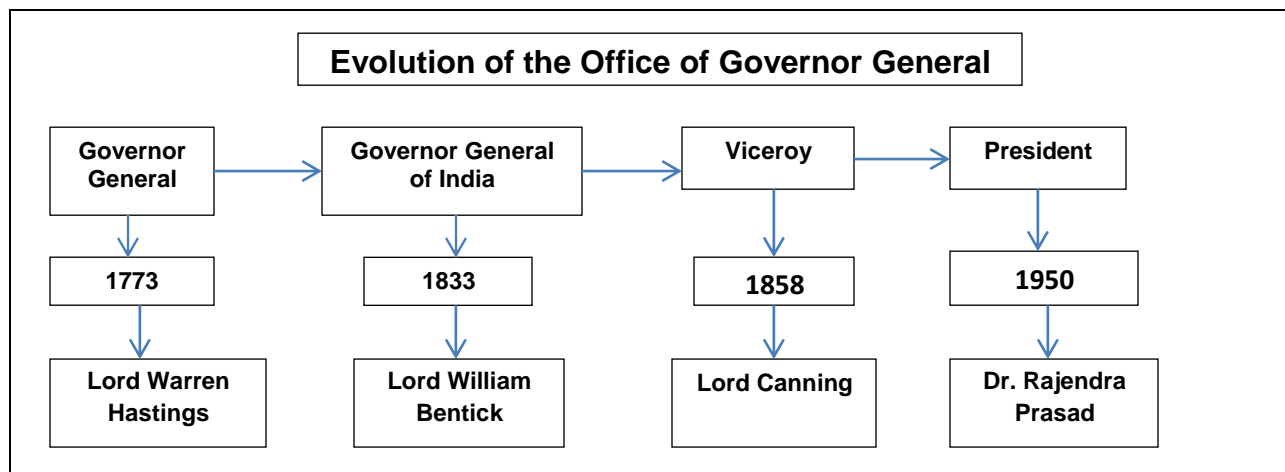 Evolution of the Office of Governor General
Governor
General
Governor General
of India
Viceroy
President
1773
1833
1858
1950
Lord Warren
Hastings
Lord William
Bentick
Lord Canning
Dr. Rajendra
Prasad